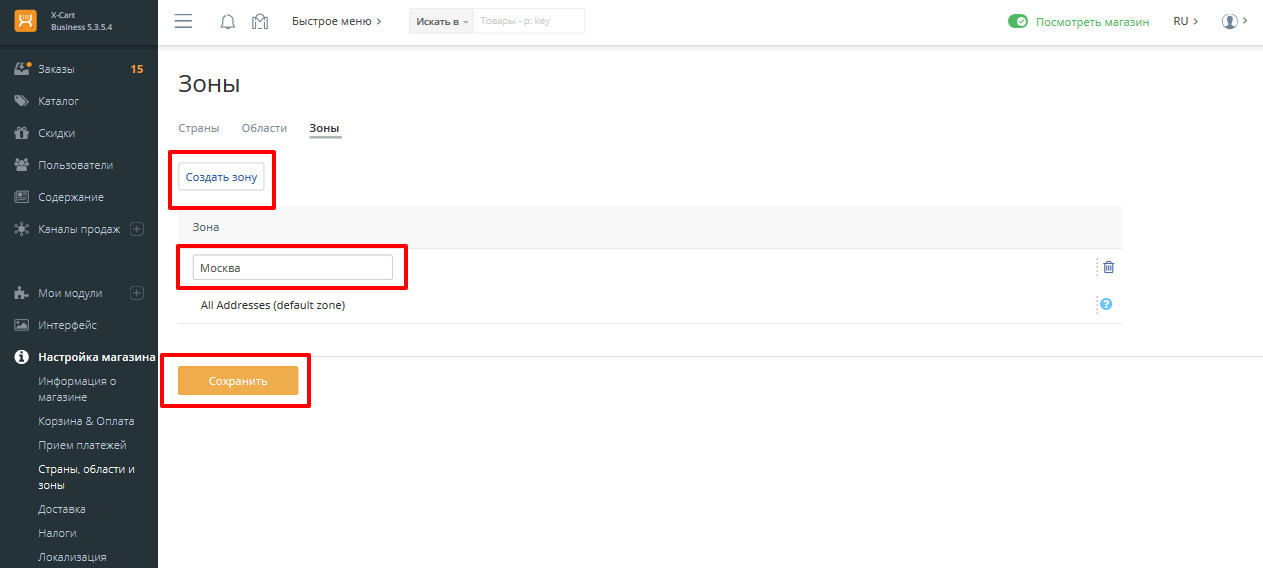 X-Cart
Business 5.3.5.4
Быстрое меню
Искать в
Товары - p: key
Посмотреть магазин
RU
Заказы 15
Каталог
Скидки
Пользователи
Содержание
Каналы продаж
Мои модули
Интерфейс
Настройка магазина
Информация о
магазине
Корзина & Оплата
Прием платежей
Страны, области и
зоны
Доставка
Налоги
Локализация
Зоны
Страны Области Зоны
Создать зону
Зона
Москва
All Addresses (default zone)
?
Сохранить